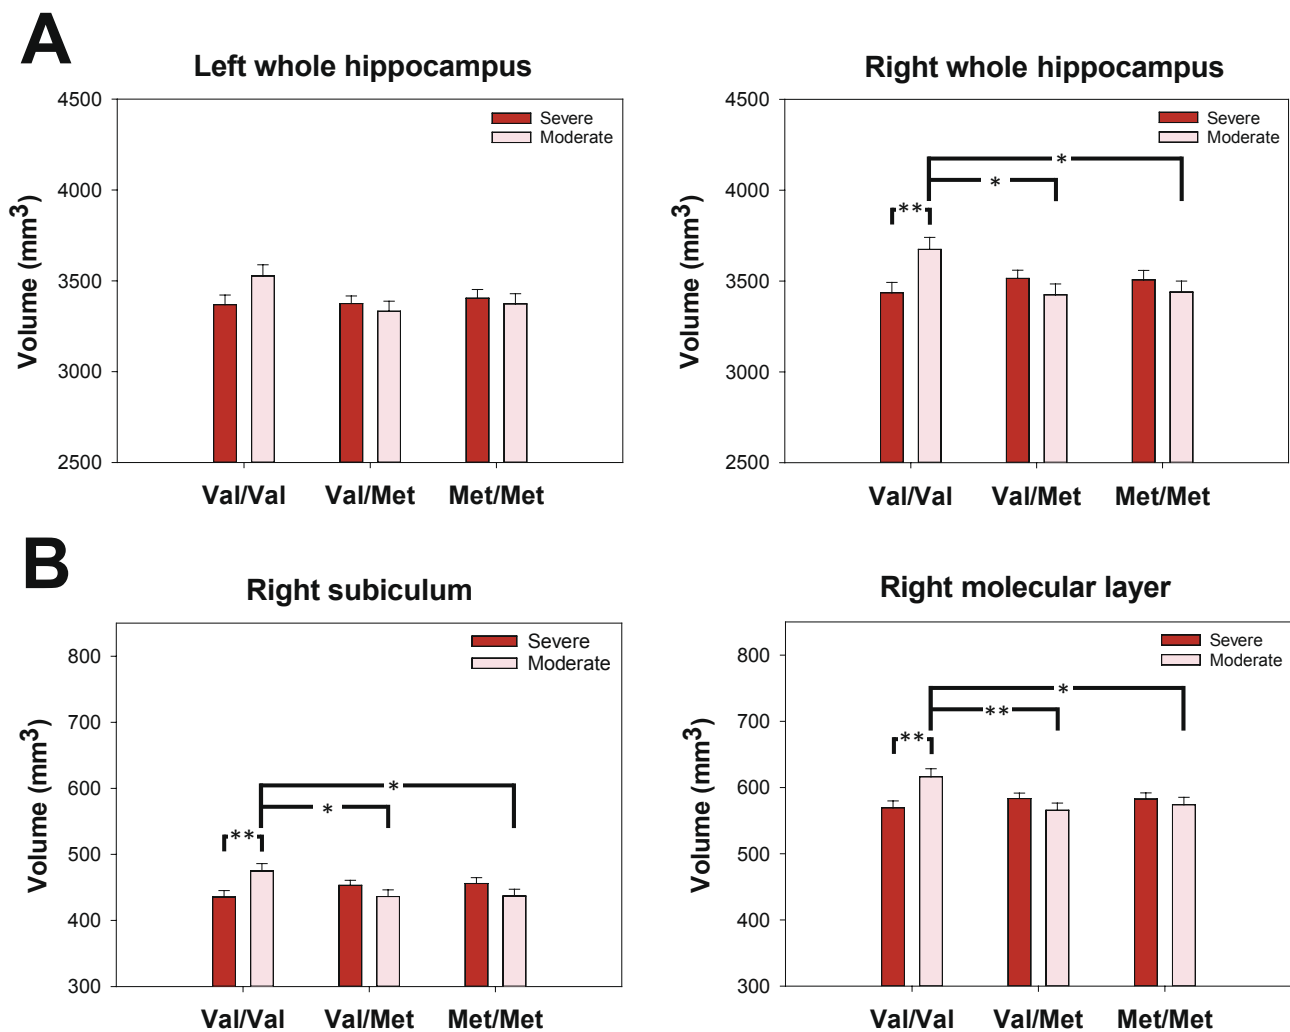 A
Left whole hippocampus
Volume (mm3)
4500
4000
3500
3000
2500
Severe
Moderate
Val/Val Val/Met Met/Met
Right whole hippocampus
Volume (mm3)
4500
4000
3500
3000
2500
Severe
Moderate
*
*
**
Val/Val Val/Met Met/Met
B
Right subiculum
Volume (mm3)
800
700
600
500
400
300
Severe
Moderate
*
*
**
Val/Val Val/Met Met/Met
Right molecular layer
Volume (mm3)
800
700
600
500
400
300
Severe
Moderate
*
**
**
Val/Val Val/Met Met/Met